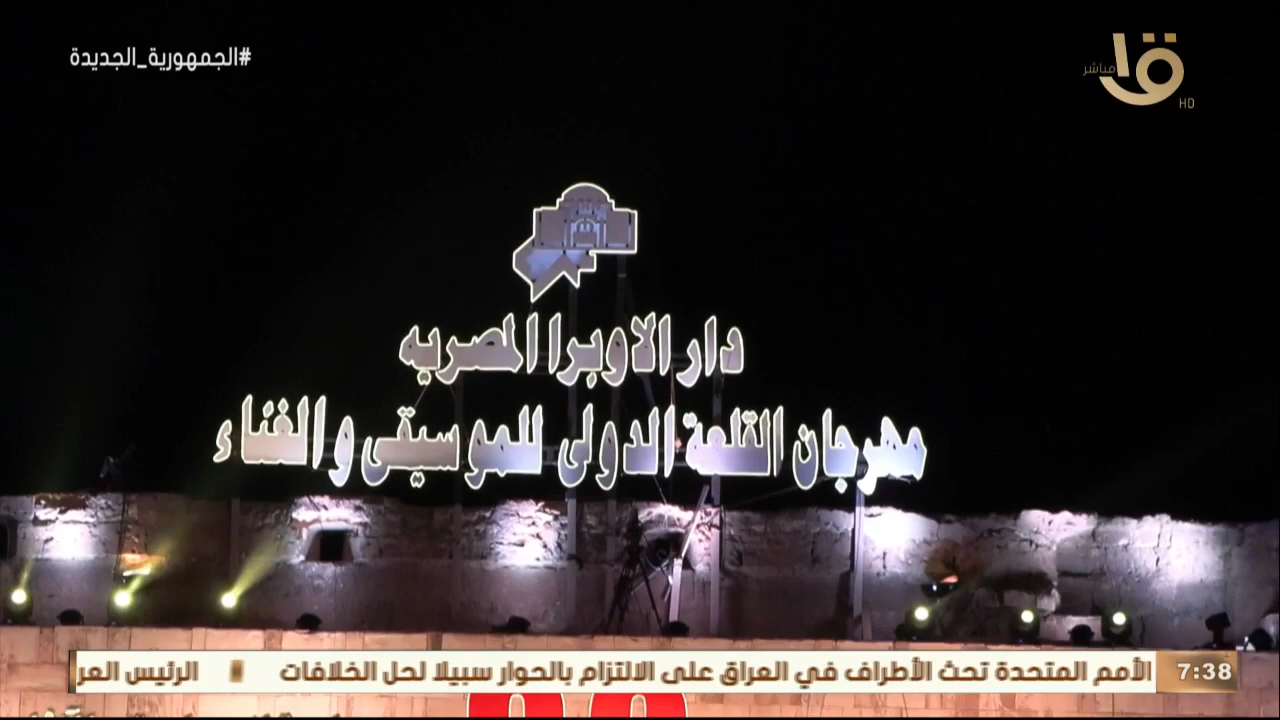 #الجمهورية_الجديدة
مباشر
HD
دار الاوبرا المصريه
مهرجان القلعة الدولى للموسيقى والغناء
7:38 الأمم المتحدة تحث الأطراف في العراق على الالتزام بالحوار سبيلا لحل الخلافات
الرئيس